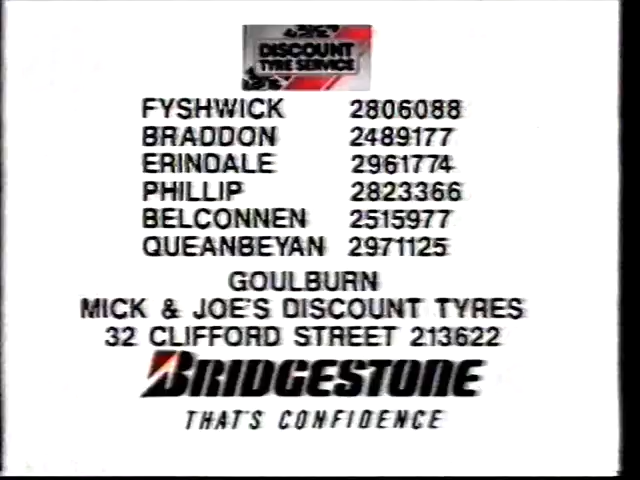 DISCOUNT
TYRE SERVICE
FYSHWICK 2806088
BRADDON 2489177
ERINDALE 2961774
PHILLIP 2823366
BELCONNEN 2515977
QUEANBEYAN 2971125
GOULBURN
MICK & JOE'S DISCOUNT TYRES
32 CLIFFORD STREET 213622
BRIDGESTONE
THAT'S CONFIDENCE